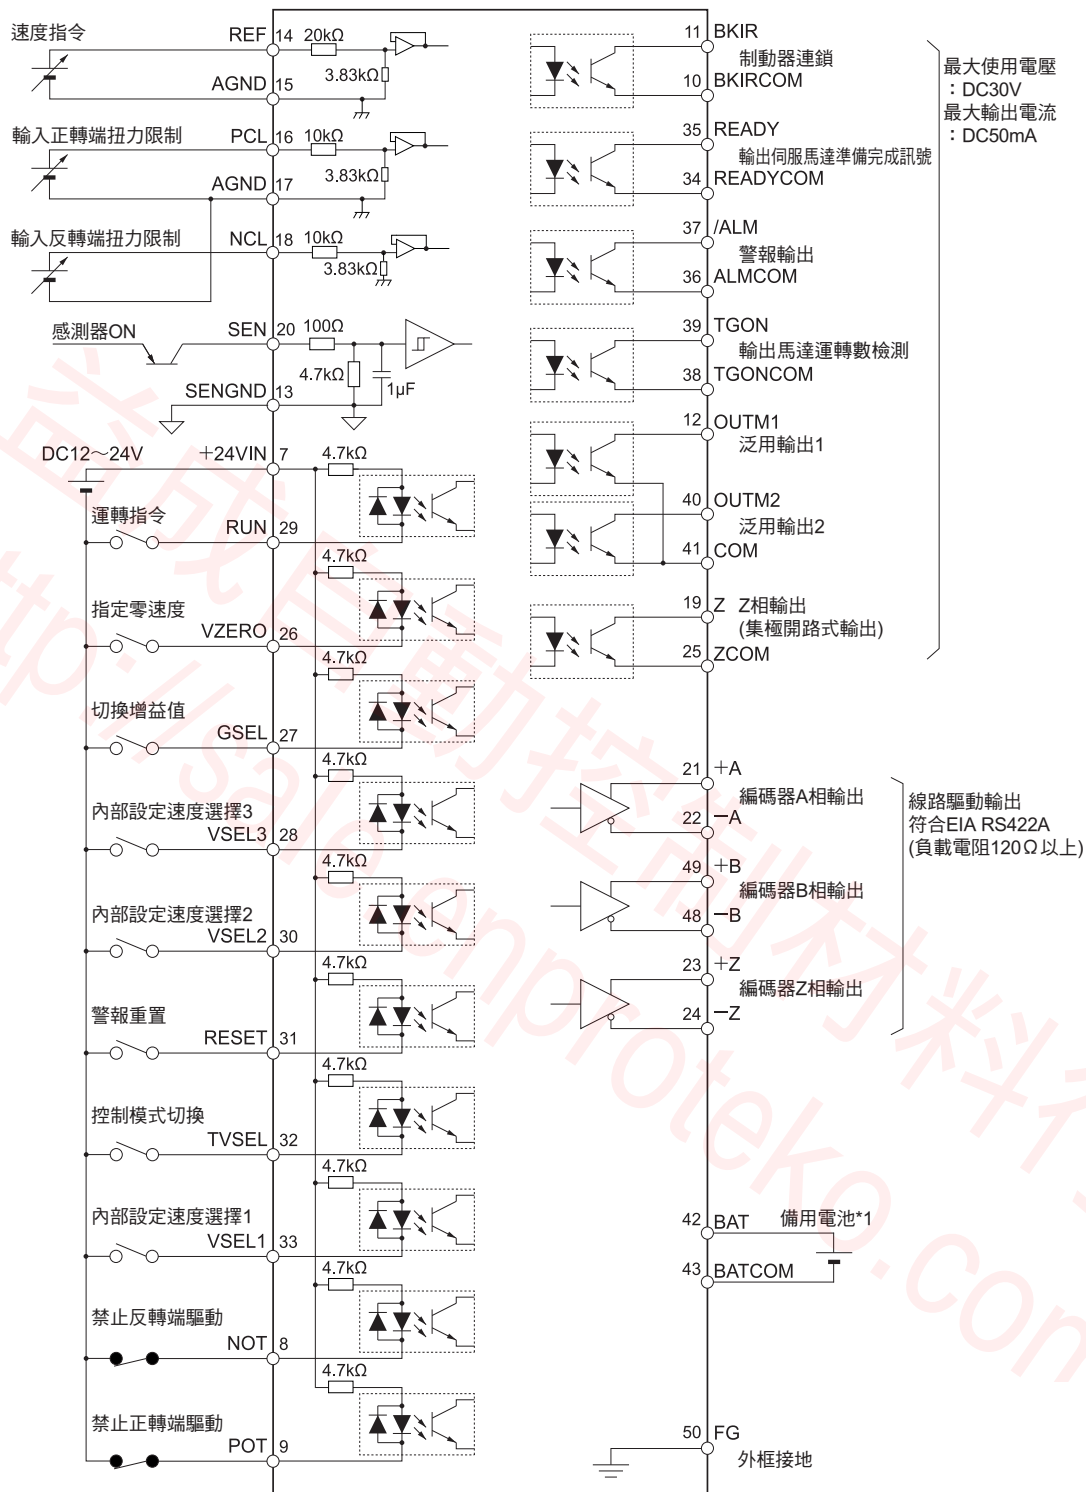 速度指令
REF 14 20kΩ
3.83kΩ
AGND 15
輸入正轉端扭力限制
PCL 16 10kΩ
3.83kΩ
AGND 17
輸入反轉端扭力限制
NCL 18 10kΩ
3.83kΩ
感測器ON
SEN 20 100Ω
4.7kΩ
1μF
SENGND 13
DC12～24V
+24VIN 7 4.7kΩ
運轉指令
RUN 29
4.7kΩ
指定零速度
VZERO 26
4.7kΩ
切換增益值
GSEL 27
4.7kΩ
內部設定速度選擇3
VSEL3 28
4.7kΩ
內部設定速度選擇2
VSEL2 30
4.7kΩ
警報重置
RESET 31
4.7kΩ
控制模式切換
TVSEL 32
4.7kΩ
內部設定速度選擇1
VSEL1 33
4.7kΩ
禁止反轉端驅動
NOT 8
4.7kΩ
禁止正轉端驅動
POT 9
11 BKIR
制動器連鎖
10 BKIRCOM
35 READY
輸出伺服馬達準備完成訊號
34 READYCOM
37 /ALM
警報輸出
36 ALMCOM
39 TGON
輸出馬達運轉數檢測
38 TGONCOM
12 OUTM1
泛用輸出1
40 OUTM2
泛用輸出2
41 COM
19 Z Z相輸出
(集極開路式輸出)
25 ZCOM
最大使用電壓
：DC30V
最大輸出電流
：DC50mA
21 +A
編碼器A相輸出
22 −A
49 +B
編碼器B相輸出
48 −B
23 +Z
編碼器Z相輸出
24 −Z
線路驅動輸出
符合EIA RS422A
(負載電阻120Ω以上)
42 BAT 備用電池*1
43 BATCOM
50 FG
外框接地
益成自動控制材料行
http://sale.enproteko.com